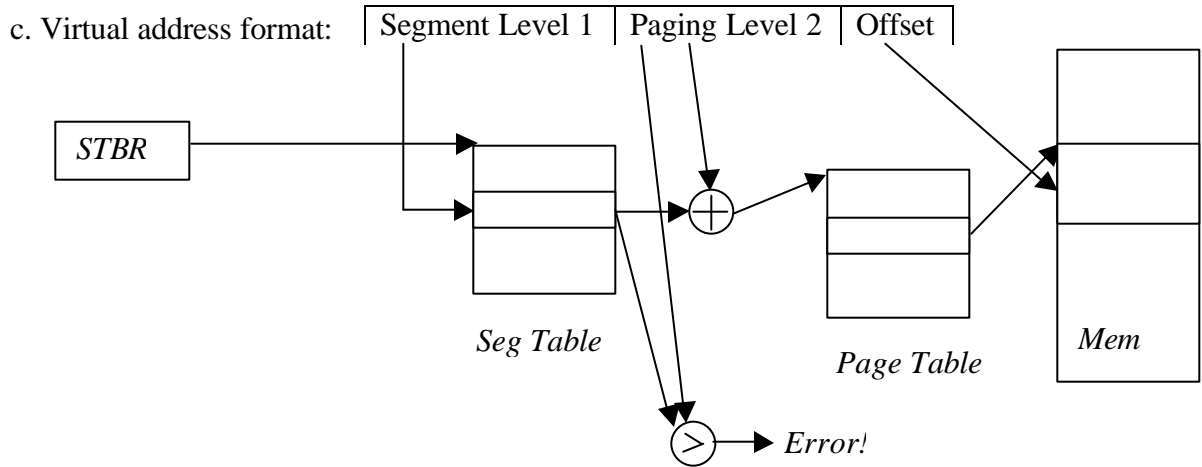 c. Virtual address format: Segment Level 1 Paging Level 2 Offset
STBR
Seg Table
Page Table
Mem
> Error!